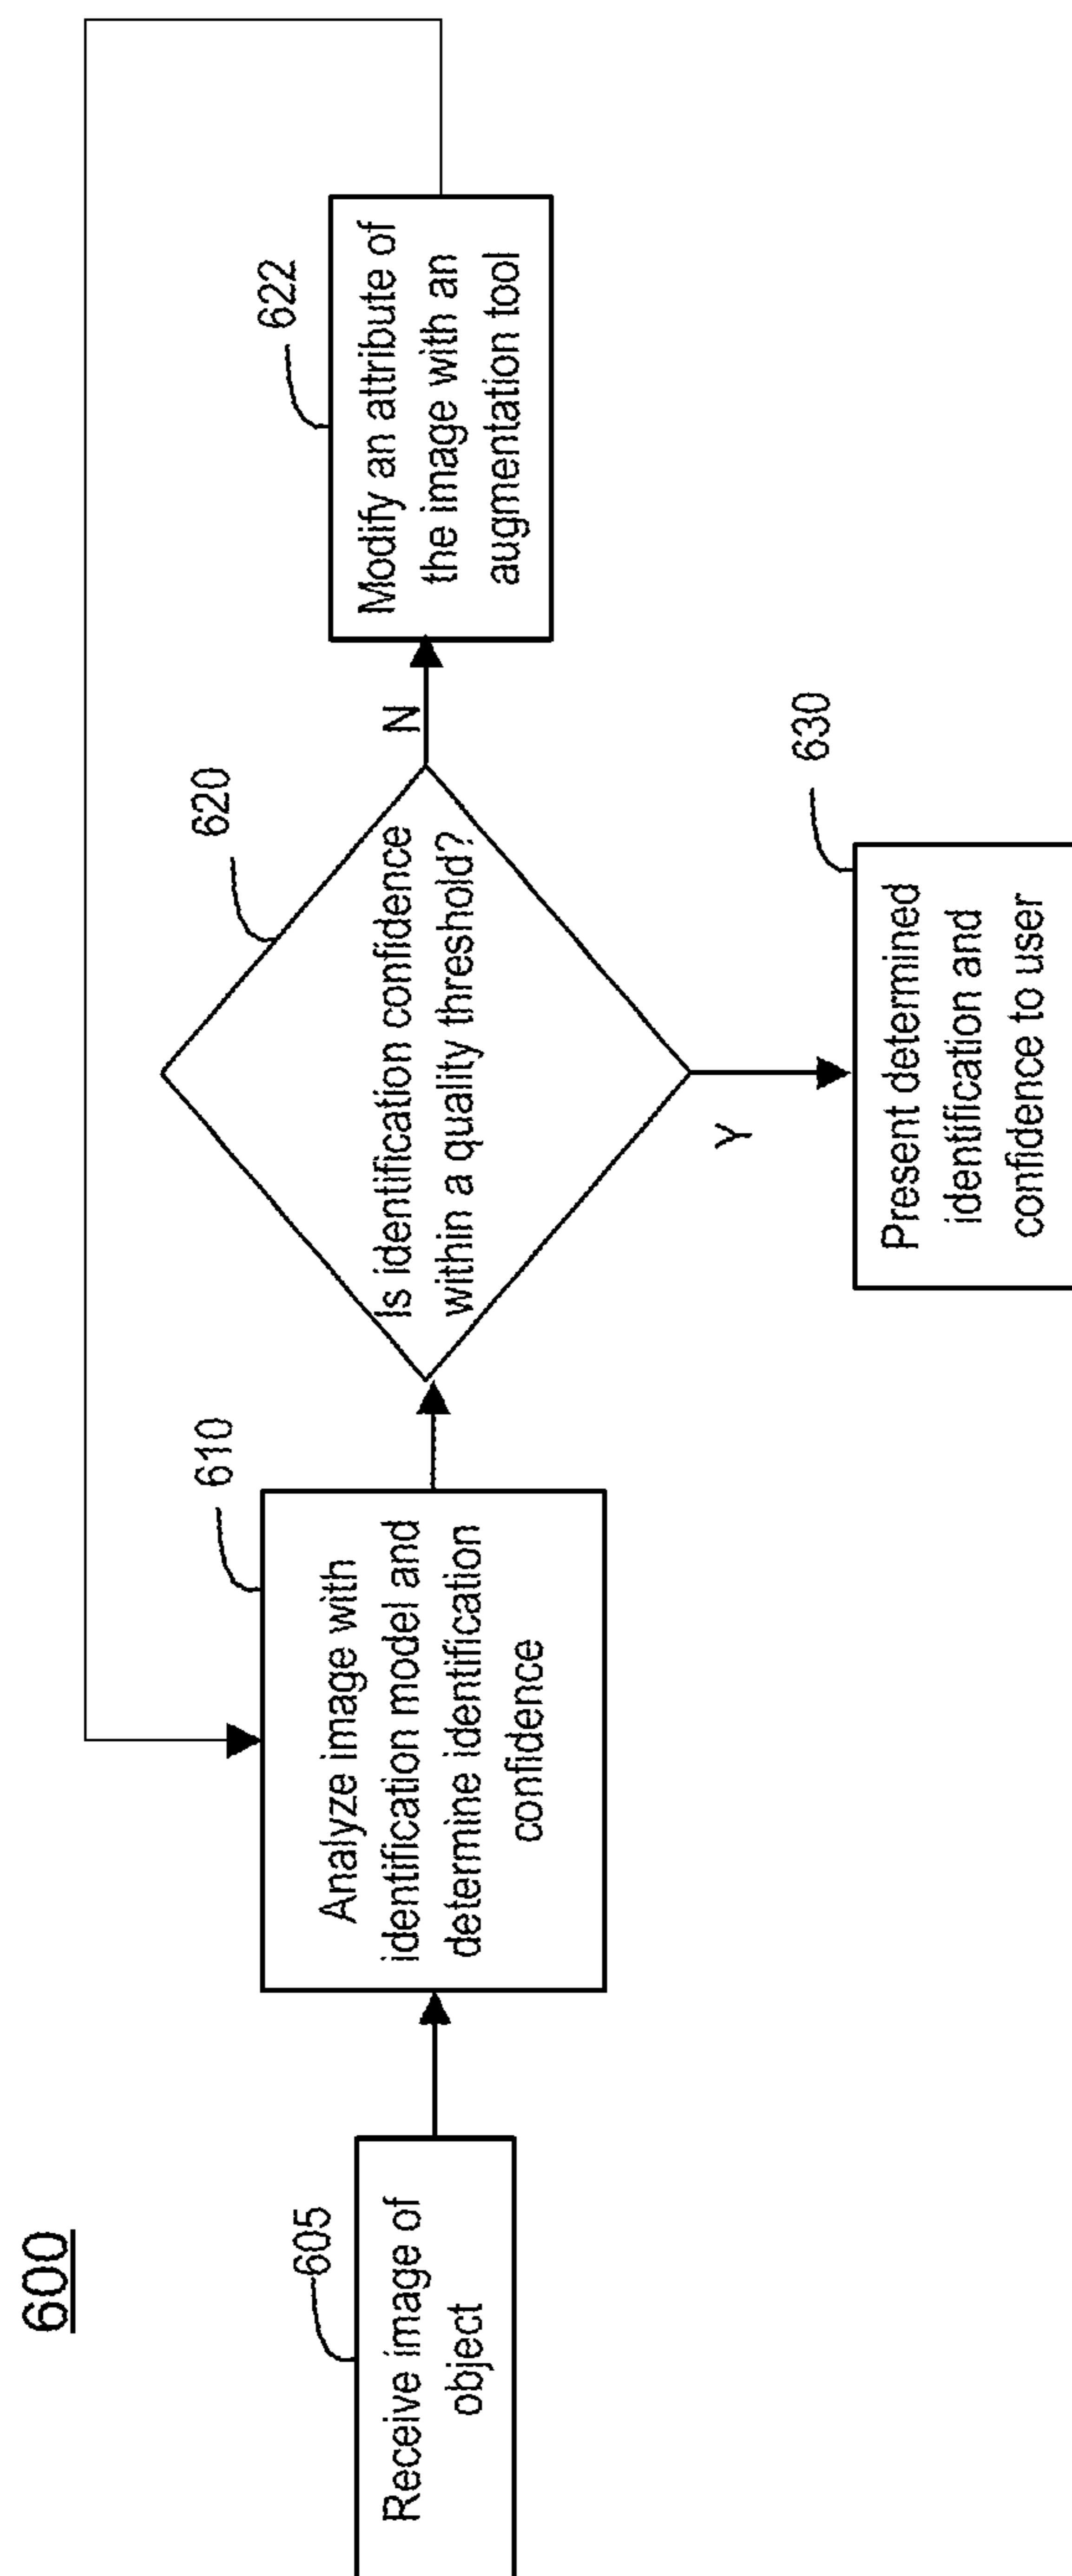 600
605
Receive image of
object
610
Analyze image with
identification model and
determine identification
confidence
620
Is identification confidence
within a quality threshold?
N
622
Modify an attribute of
the image with an
augmentation tool
Y
630
Present determined
identification and
confidence to user